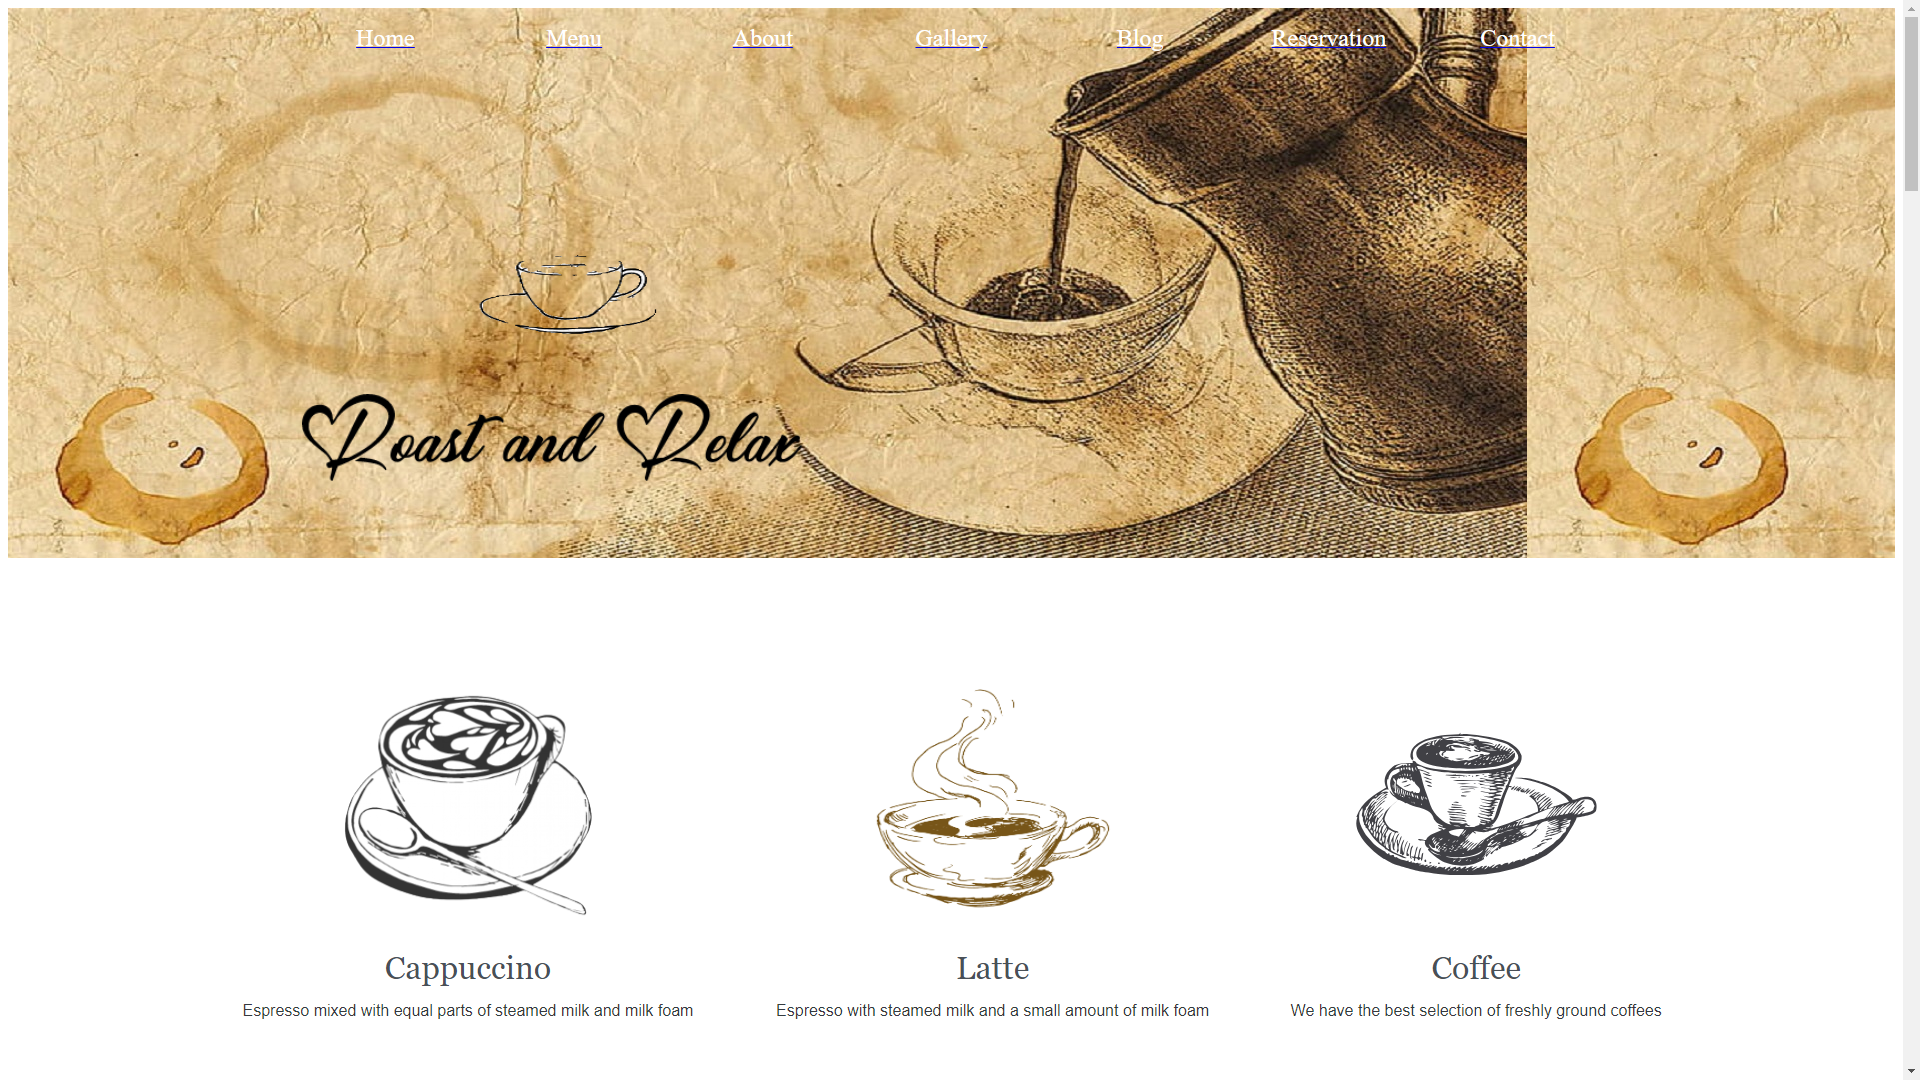 Home Menu About Gallery Blog Reservation Contact
Roast and Relax
Cappuccino
Espresso mixed with equal parts of steamed milk and milk foam
Latte
Espresso with steamed milk and a small amount of milk foam
Coffee
We have the best selection of freshly ground coffees